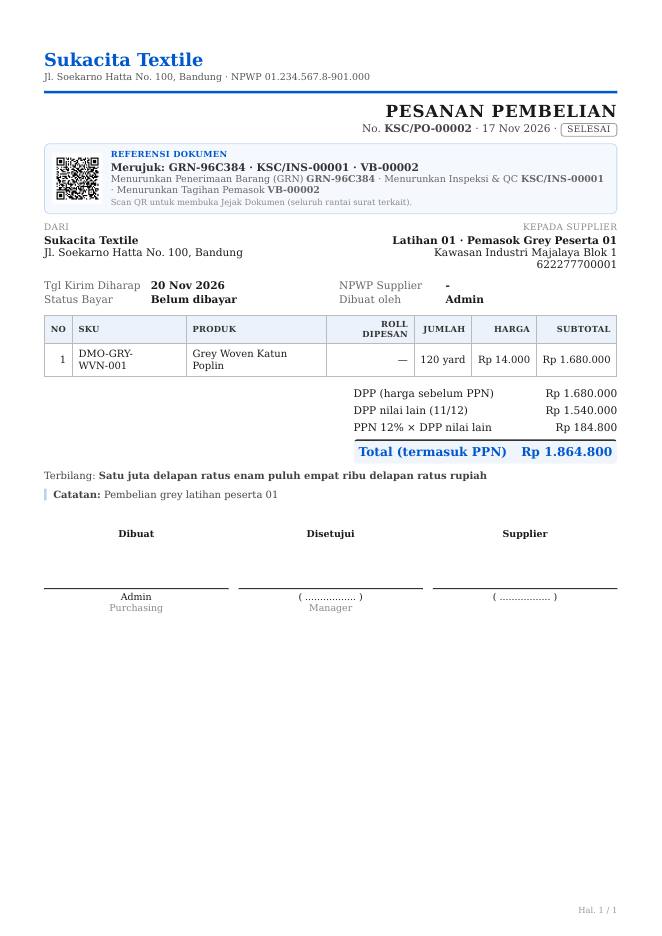 Sukacita Textile
Jl. Soekarno Hatta No. 100, Bandung · NPWP 01.234.567.8-901.000
PESANAN PEMBELIAN
No. KSC/PO-00002 · 17 Nov 2026 · SELESAI
REFERENSI DOKUMEN
Merujuk: GRN-96C384 · KSC/INS-00001 · VB-00002
Menurunkan Penerimaan Barang (GRN) GRN-96C384 · Menurunkan Inspeksi & QC KSC/INS-00001
· Menurunkan Tagihan Pemasok VB-00002
Scan QR untuk membuka Jejak Dokumen (seluruh rantai surat terkait).
DARI
Sukacita Textile
Jl. Soekarno Hatta No. 100, Bandung
KEPADA SUPPLIER
Latihan 01 · Pemasok Grey Peserta 01
Kawasan Industri Majalaya Blok 1
622277700001
Tgl Kirim Diharap 20 Nov 2026
Status Bayar Belum dibayar
NPWP Supplier -
Dibuat oleh Admin
NO SKU PRODUK ROLL DIPESAN JUMLAH HARGA SUBTOTAL
1 DMO-GRY-WVN-001 Grey Woven Katun Poplin — 120 yard Rp 14.000 Rp 1.680.000
DPP (harga sebelum PPN) Rp 1.680.000
DPP nilai lain (11/12) Rp 1.540.000
PPN 12% × DPP nilai lain Rp 184.800
Total (termasuk PPN) Rp 1.864.800
Terbilang: Satu juta delapan ratus enam puluh empat ribu delapan ratus rupiah
Catatan: Pembelian grey latihan peserta 01
Dibuat Disetujui Supplier
Admin ( ................. ) ( ................. )
Purchasing Manager
Hal. 1 / 1